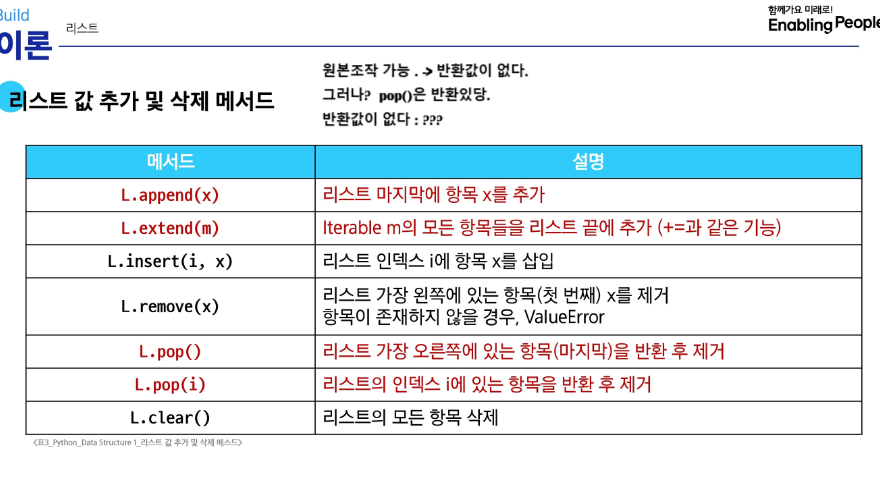 Build
이론
리스트
함께가요 미래로!
Enabling People
리스트 값 추가 및 삭제 메서드
원본조작 가능 . -> 반환값이 없다.
그러나? pop()은 반환있당.
반환값이 없다 : ???
메서드 설명
L.append(x) 리스트 마지막에 항목 x를 추가
L.extend(m) Iterable m의 모든 항목들을 리스트 끝에 추가 (+=과 같은 기능)
L.insert(i, x) 리스트 인덱스 i에 항목 x를 삽입
L.remove(x) 리스트 가장 왼쪽에 있는 항목(첫 번째) x를 제거
항목이 존재하지 않을 경우, ValueError
L.pop() 리스트 가장 오른쪽에 있는 항목(마지막)을 반환 후 제거
L.pop(i) 리스트의 인덱스 i에 있는 항목을 반환 후 제거
L.clear() 리스트의 모든 항목 삭제
<표3_Python_Data Structure 1_리스트 값 추가 및 삭제 메스드>